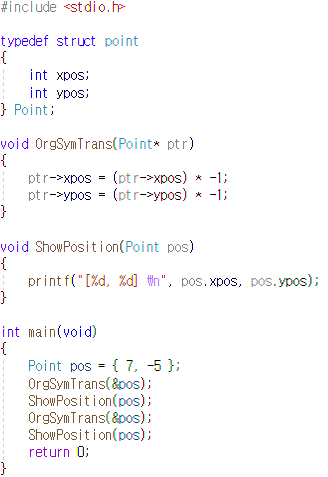 #include <stdio.h>
typedef struct point
{
int xpos;
int ypos;
} Point;
void OrgSymTrans(Point* ptr)
{
ptr->xpos = (ptr->xpos) * -1;
ptr->ypos = (ptr->ypos) * -1;
}
void ShowPosition(Point pos)
{
printf("[%d, %d] ₩n", pos.xpos, pos.ypos);
}
int main(void)
{
Point pos = { 7, -5 };
OrgSymTrans(&pos);
ShowPosition(pos);
OrgSymTrans(&pos);
ShowPosition(pos);
return 0;
}